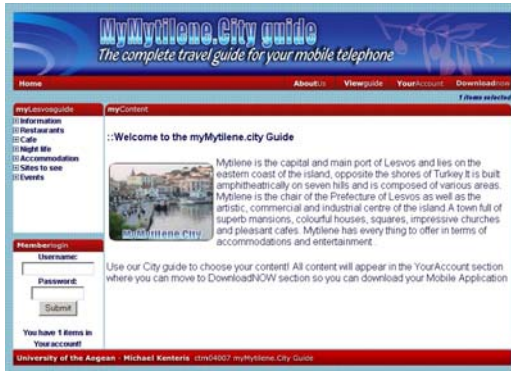 MyMytilene.City guide
The complete travel guide for your mobile telephone
Home AboutUs Viewguide YourAccount Downloadnow
1 items selected
myLesvosguide
Information
Restaurants
Cafe
Night life
Accommodation
Sites to see
Events
Memberlogin
Username:
Password:
Submit
You have 1 items in
Your account!
myContent
::Welcome to the myMytilene.city Guide
Mytilene is the capital and main port of Lesvos and lies on the
eastern coast of the island, opposite the shores of Turkey It is built
amphitheatrically on seven hills and is composed of various areas.
Mytilene is the chair of the Prefecture of Lesvos as well as the
artistic, commercial and industrial centre of the island.A town full of
superb mansions, colourful houses, squares, impressive churches
and pleasant cafes. Mytilene has every thing to offer in terms of
accommodations and entertainment.
MyMytilene City
Use our City guide to choose your content! All content will appear in the YourAccount section
where you can move to DownloadNOW section so you can download your Mobile Application
University of the Aegean - Michael Kenteris ctm04007 myMytilene.City Guide